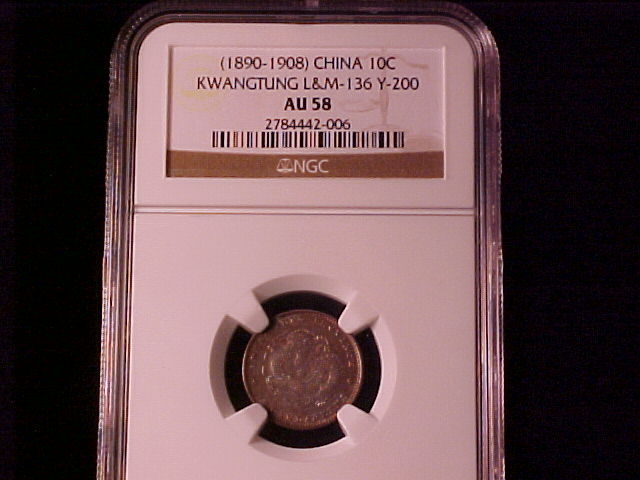 (1890-1908) CHINA 10C
KWANGTUNG L&M-136 Y-200
AU 58
2784442-006
NGC